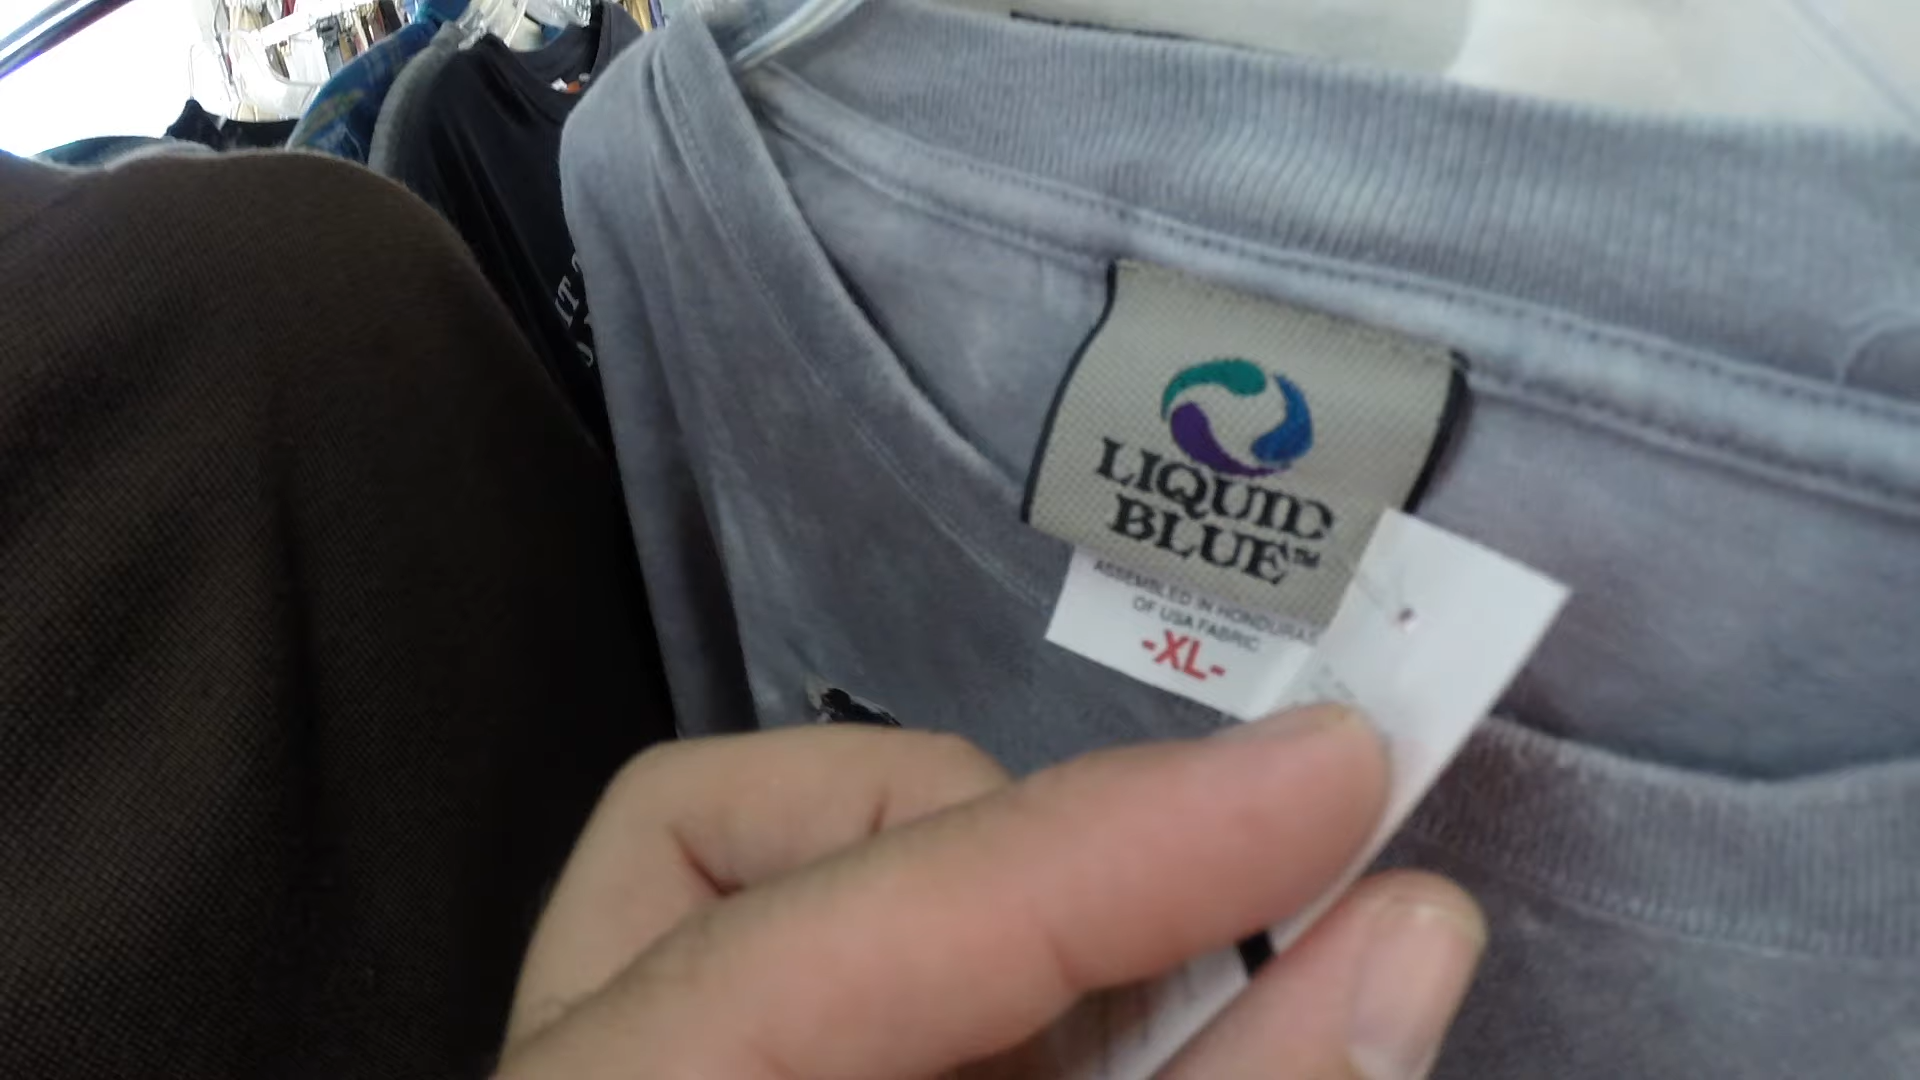 LIQUID
BLUE™
ASSEMBLED IN HONDURAS
OF USA FABRIC
-XL-